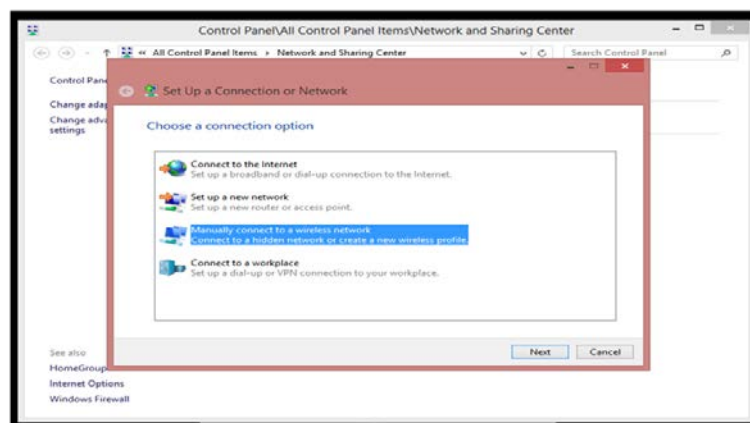 Control Panel\All Control Panel Items\Network and Sharing Center
« All Control Panel Items ▸ Network and Sharing Center
Search Control Panel
Control Pane
Change adap
Change adva
settings
Set Up a Connection or Network
Choose a connection option
Connect to the Internet
Set up a broadband or dial-up connection to the Internet.
Set up a new network
Set up a new router or access point.
Manually connect to a wireless network
Connect to a hidden network or create a new wireless profile.
Connect to a workplace
Set up a dial-up or VPN connection to your workplace.
Next
Cancel
See also
HomeGroup
Internet Options
Windows Firewall